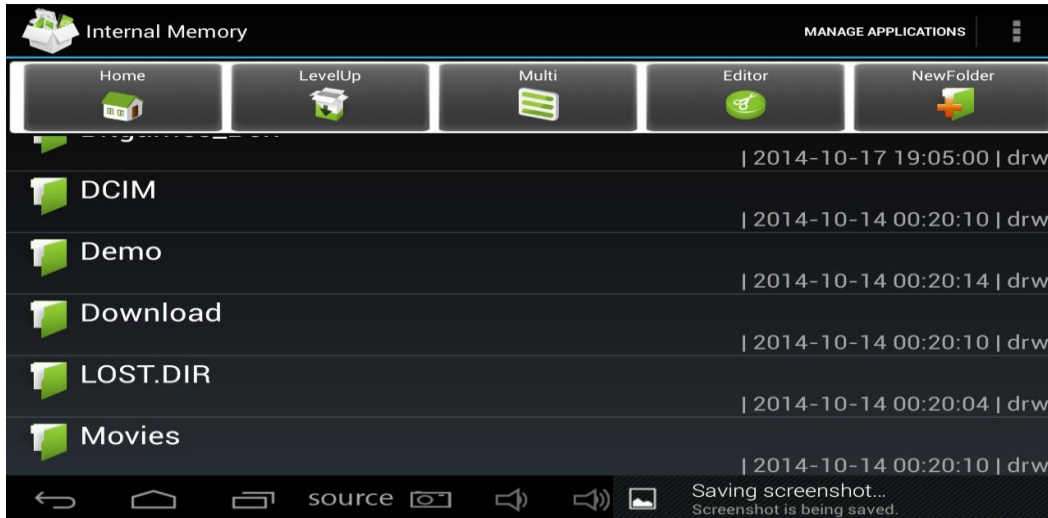 Internal Memory
MANAGE APPLICATIONS
Home LevelUp Multi Editor NewFolder
| 2014-10-17 19:05:00 | drw
DCIM
| 2014-10-14 00:20:10 | drw
Demo
| 2014-10-14 00:20:14 | drw
Download
| 2014-10-14 00:20:10 | drw
LOST.DIR
| 2014-10-14 00:20:04 | drw
Movies
| 2014-10-14 00:20:10 | drw
source
Saving screenshot...
Screenshot is being saved.